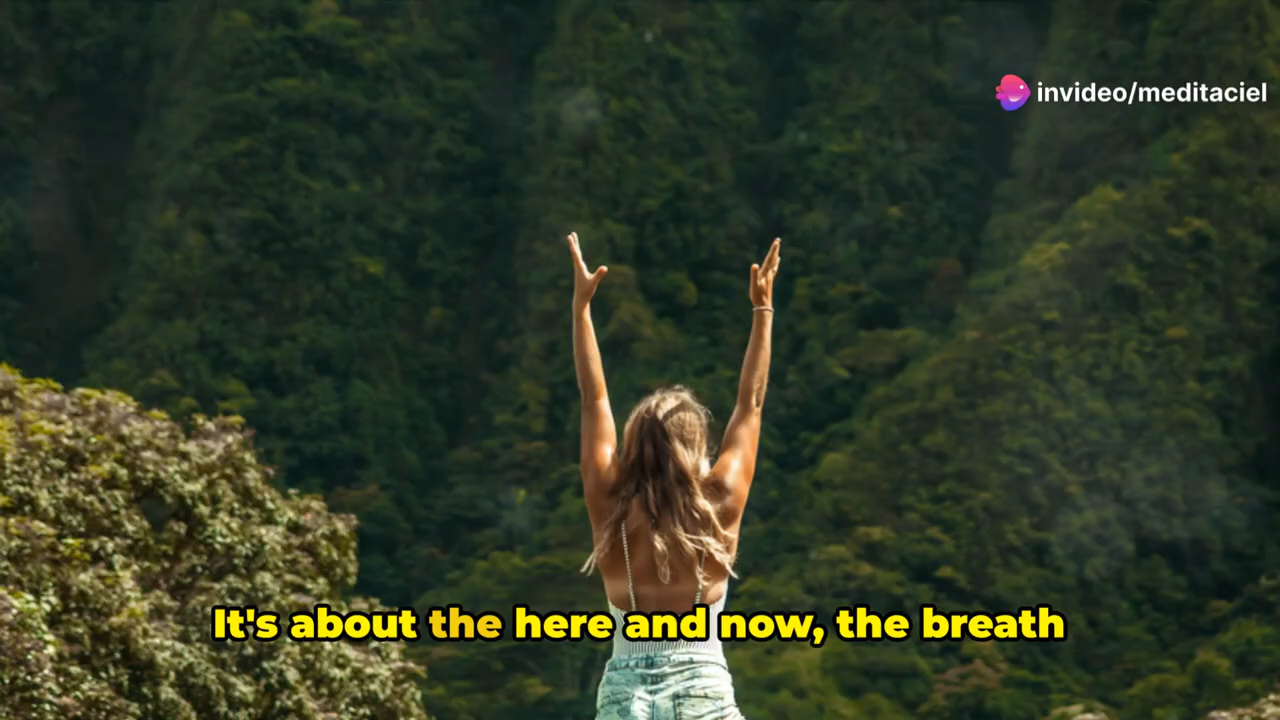 invideo/meditaciel
It's about the here and now, the breath